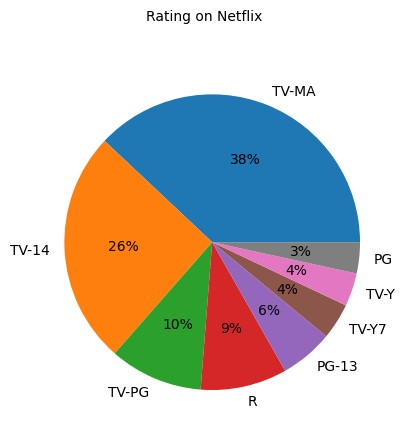 Rating on Netflix
TV-MA
38%
TV-14
26%
TV-PG
10%
R
9%
PG-13
6%
TV-Y7
4%
TV-Y
4%
PG
3%